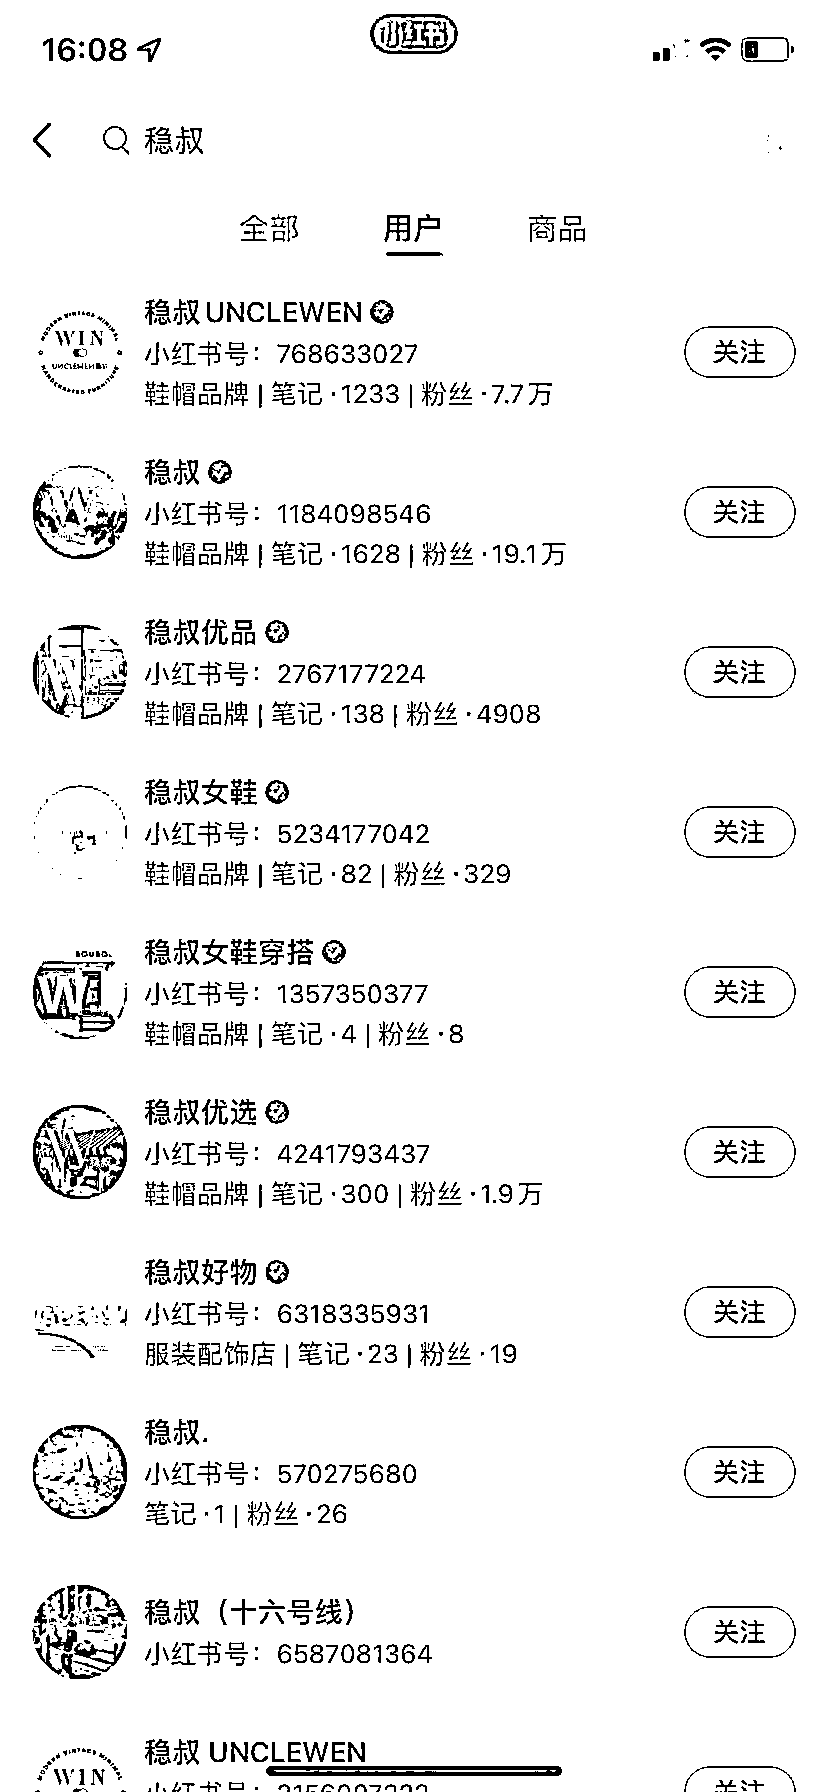 16:08
小红书
稳叔
全部 用户 商品
稳叔UNCLEWEN
小红书号：768633027
鞋帽品牌 | 笔记·1233 | 粉丝·7.7万
关注
WIN
稳叔
小红书号：1184098546
鞋帽品牌 | 笔记·1628 | 粉丝·19.1万
关注
稳叔优品
小红书号：2767177224
鞋帽品牌 | 笔记·138 | 粉丝·4908
关注
稳叔女鞋
小红书号：5234177042
鞋帽品牌 | 笔记·82 | 粉丝·329
关注
稳叔女鞋穿搭
小红书号：1357350377
鞋帽品牌 | 笔记·4 | 粉丝·8
关注
稳叔优选
小红书号：4241793437
鞋帽品牌 | 笔记·300 | 粉丝·1.9万
关注
稳叔好物
小红书号：6318335931
服装配饰店 | 笔记·23 | 粉丝·19
关注
稳叔.
小红书号：570275680
笔记·1 | 粉丝·26
关注
稳叔（十六号线）
小红书号：6587081364
关注
稳叔 UNCLEWEN
WIN